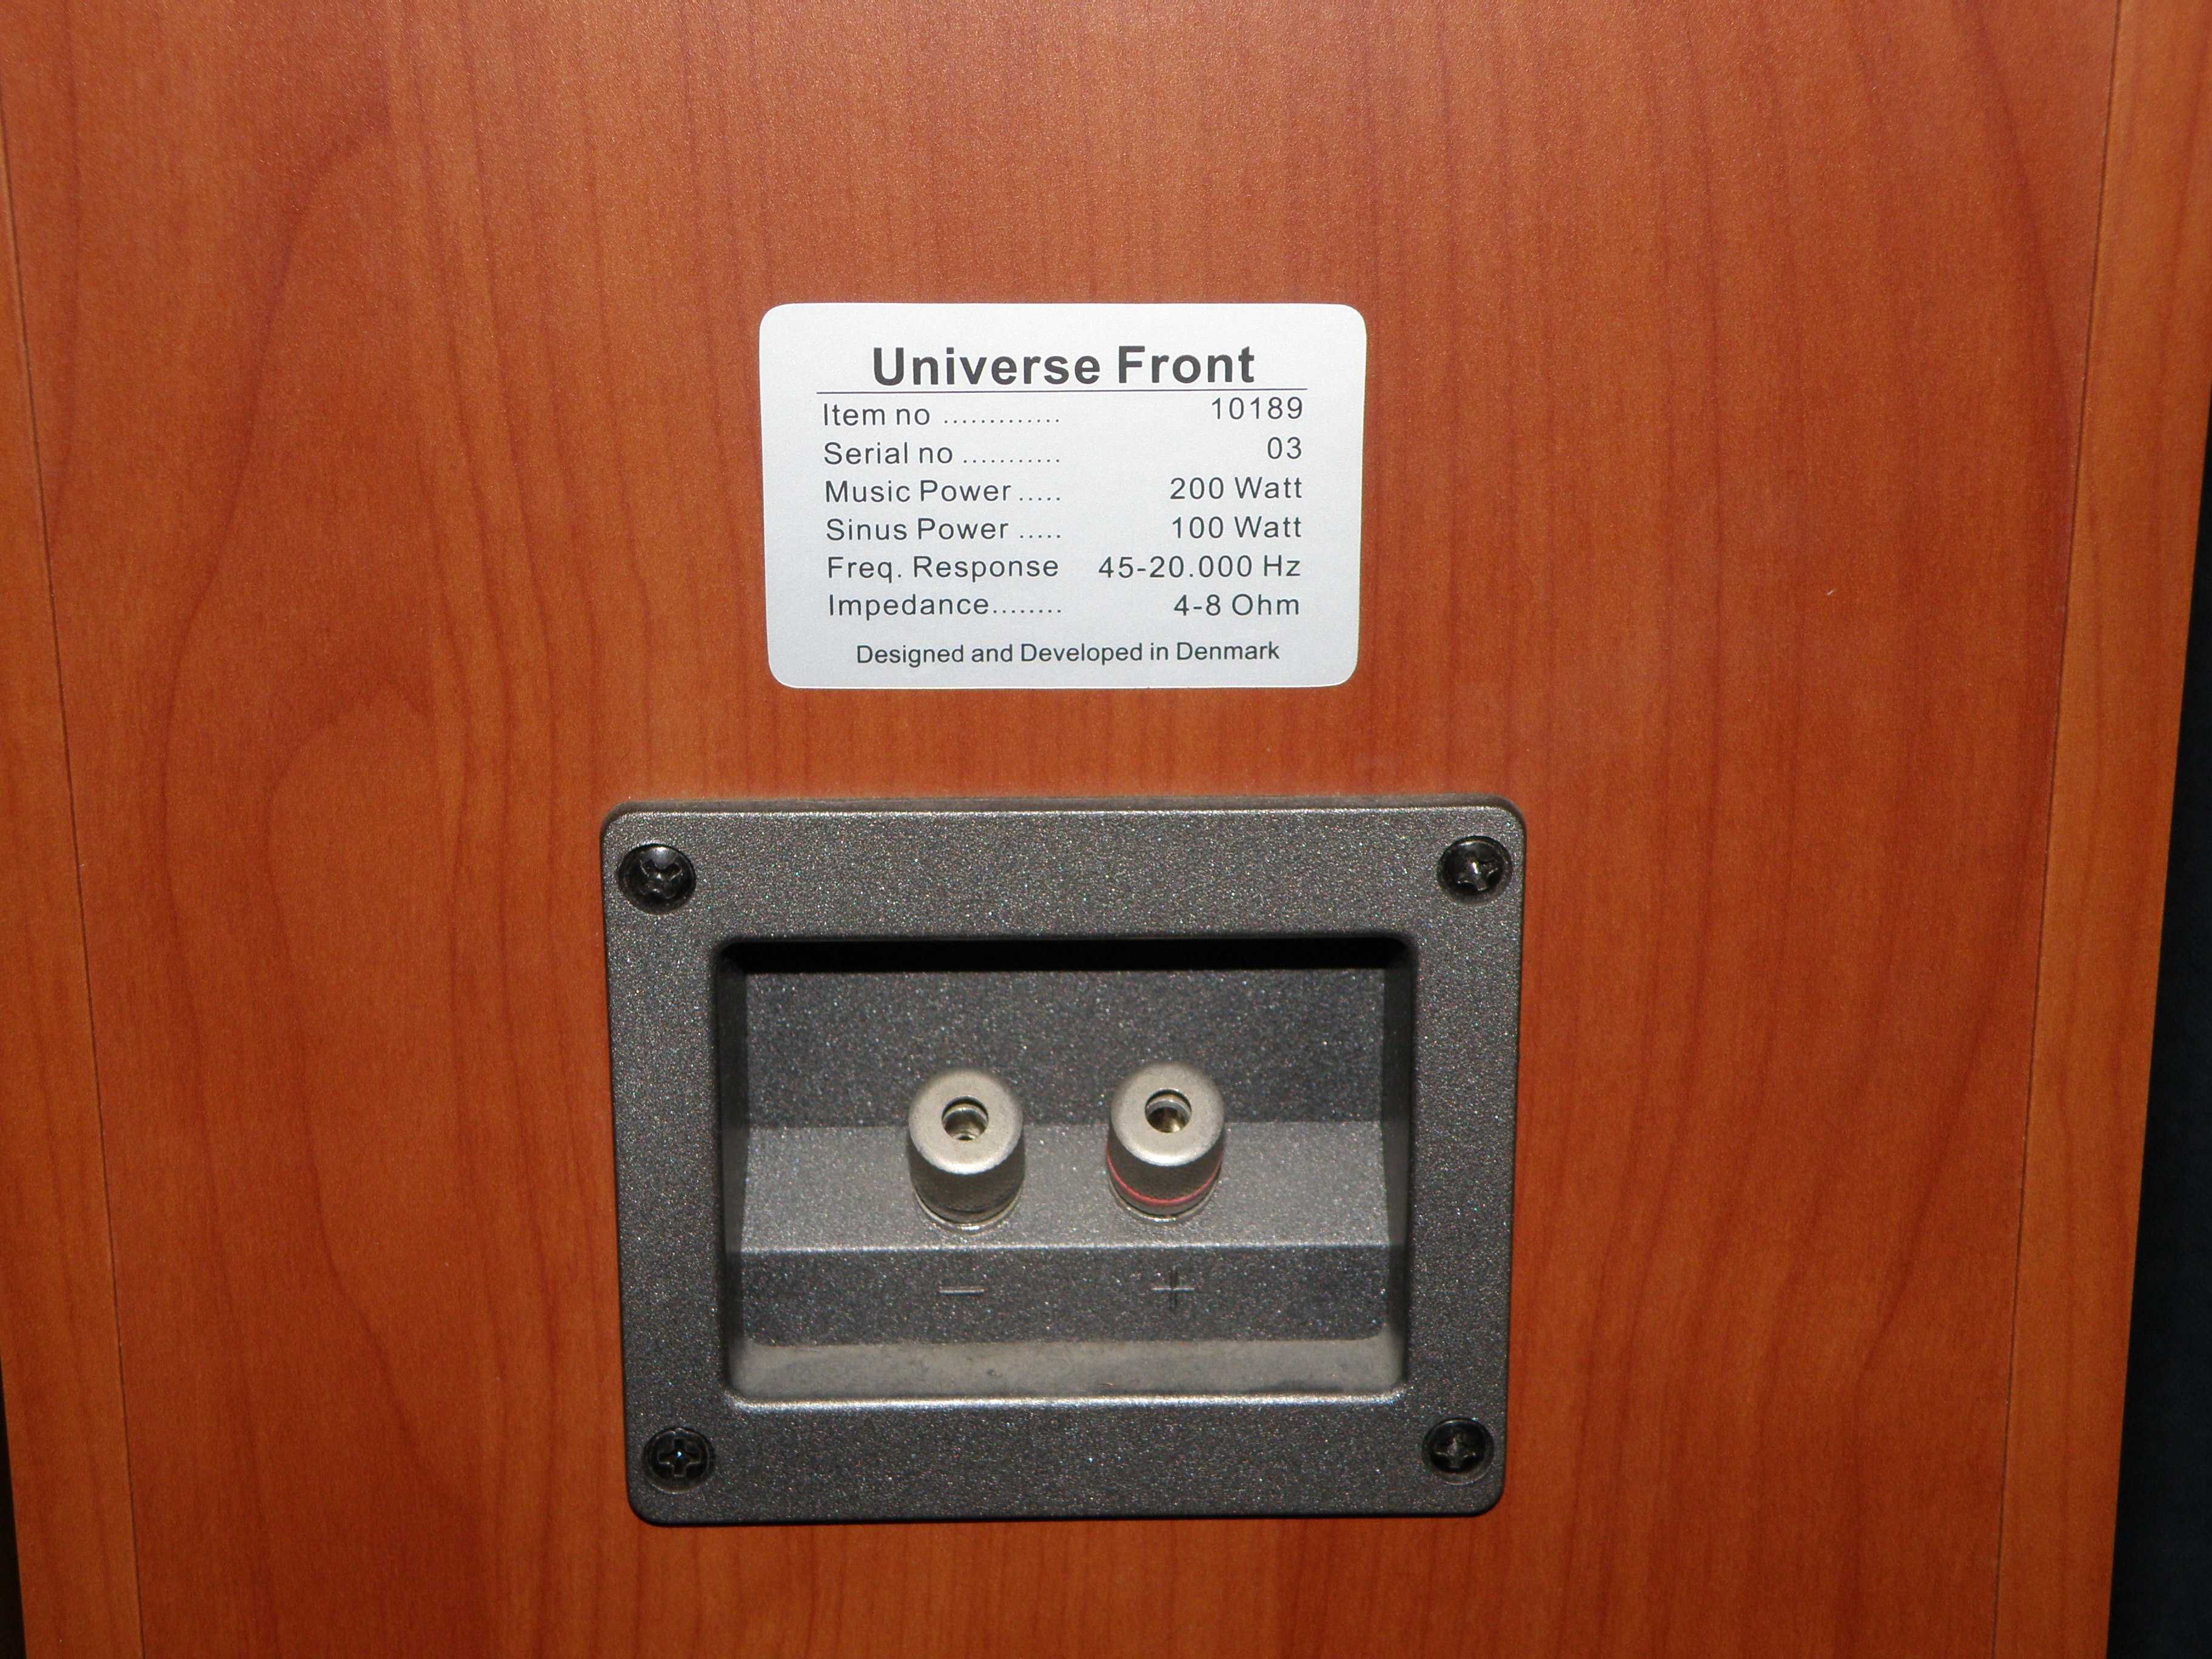 Universe Front
Item no ............. 10189
Serial no ........... 03
Music Power ..... 200 Watt
Sinus Power ..... 100 Watt
Freq. Response 45-20.000 Hz
Impedance........ 4-8 Ohm
Designed and Developed in Denmark
− +